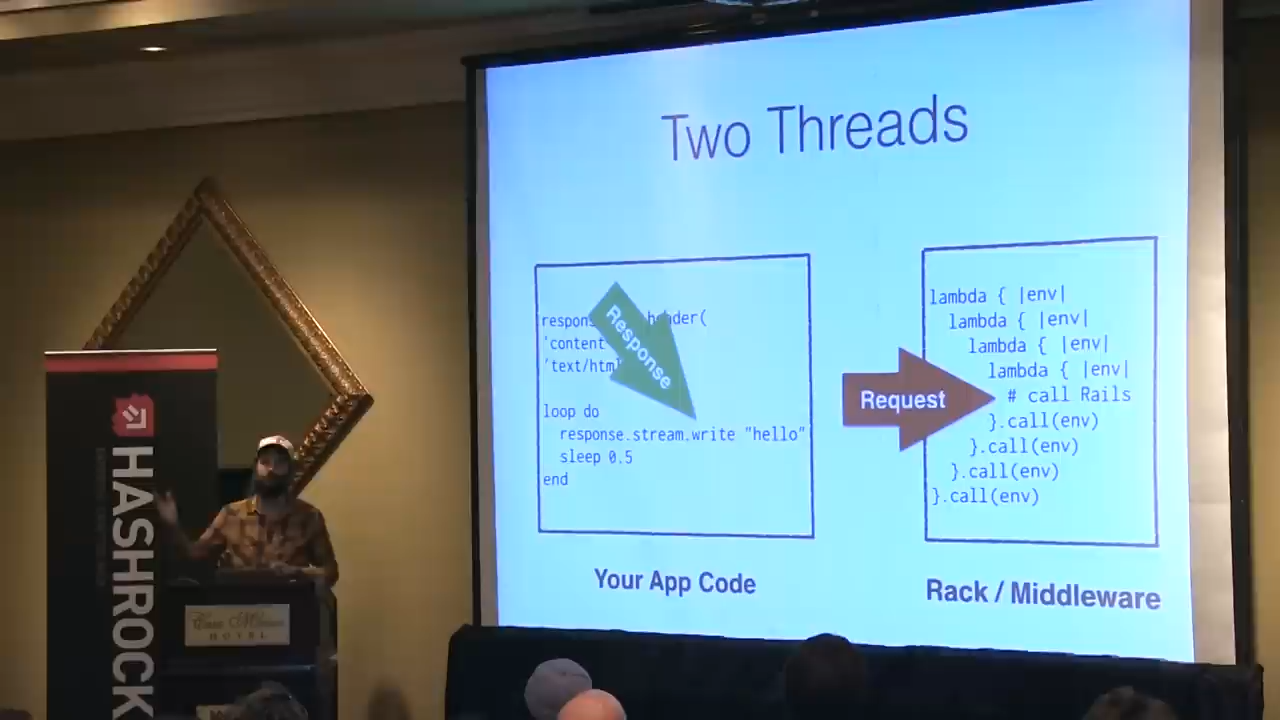 Two Threads
Response
header(
'content
'text/htm
loop do
response.stream.write "hello"
sleep 0.5
end
Your App Code
Request
lambda { |env|
lambda { |env|
lambda { |env|
lambda { |env|
# call Rails
}.call(env)
}.call(env)
}.call(env)
}.call(env)
Rack / Middleware
HASHROCK
HOTEL